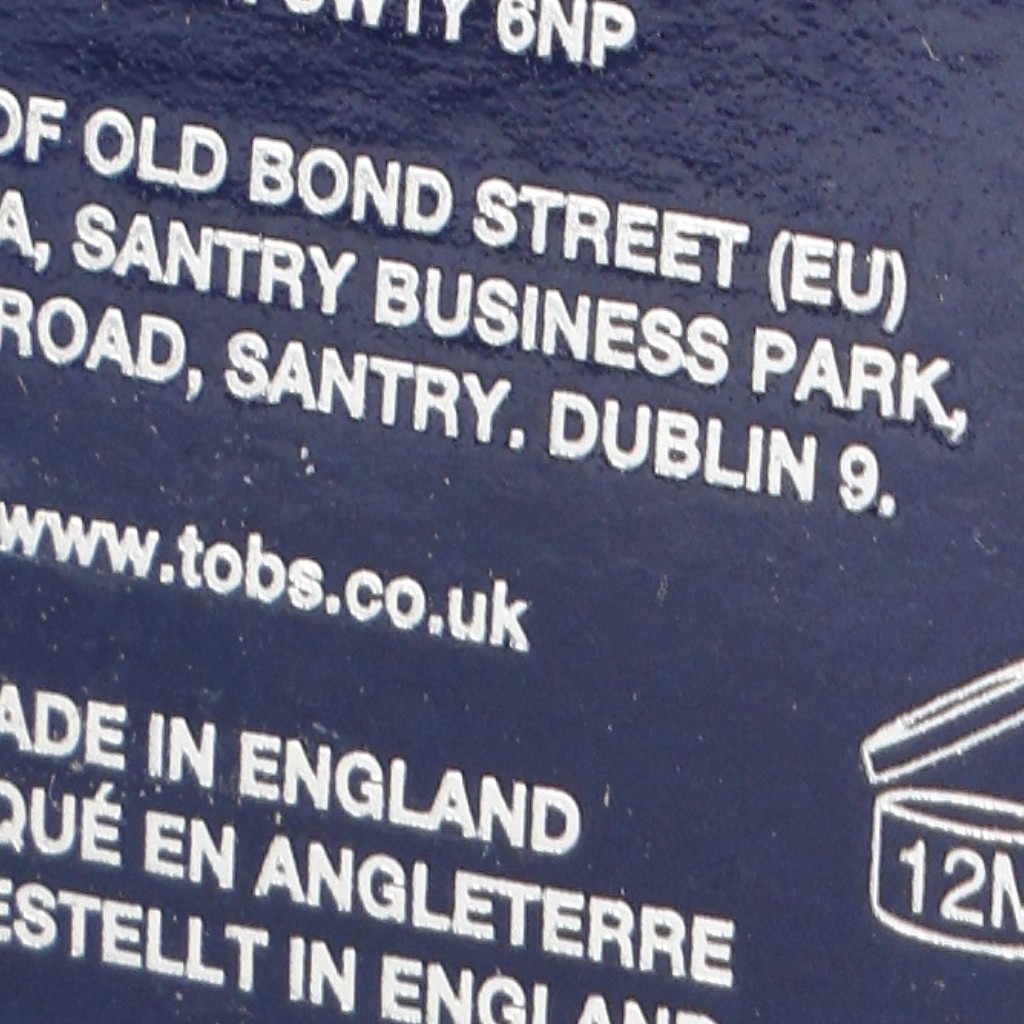 6NP
OF OLD BOND STREET (EU)
A, SANTRY BUSINESS PARK,
ROAD, SANTRY. DUBLIN 9.
www.tobs.co.uk
ADE IN ENGLAND
QUÉ EN ANGLETERRE
ESTELLT IN ENGLAND
12M